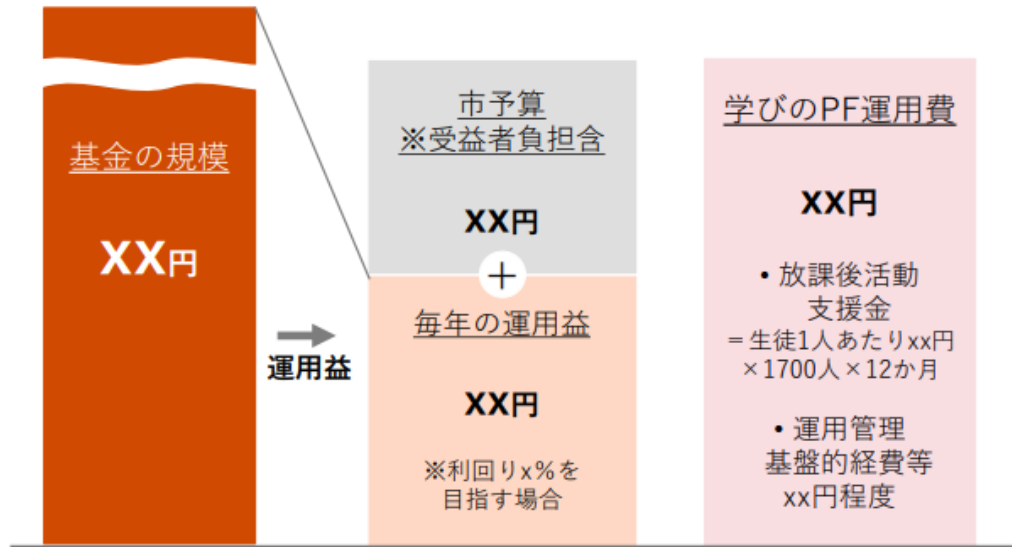 基金の規模
XX円
運用益
市予算
※受益者負担含
XX円
+
毎年の運用益
XX円
※利回りx%を
目指す場合
学びのPF運用費
XX円
• 放課後活動
支援金
＝生徒1人あたりxx円
×1700人×12か月
• 運用管理
基盤的経費等
xx円程度